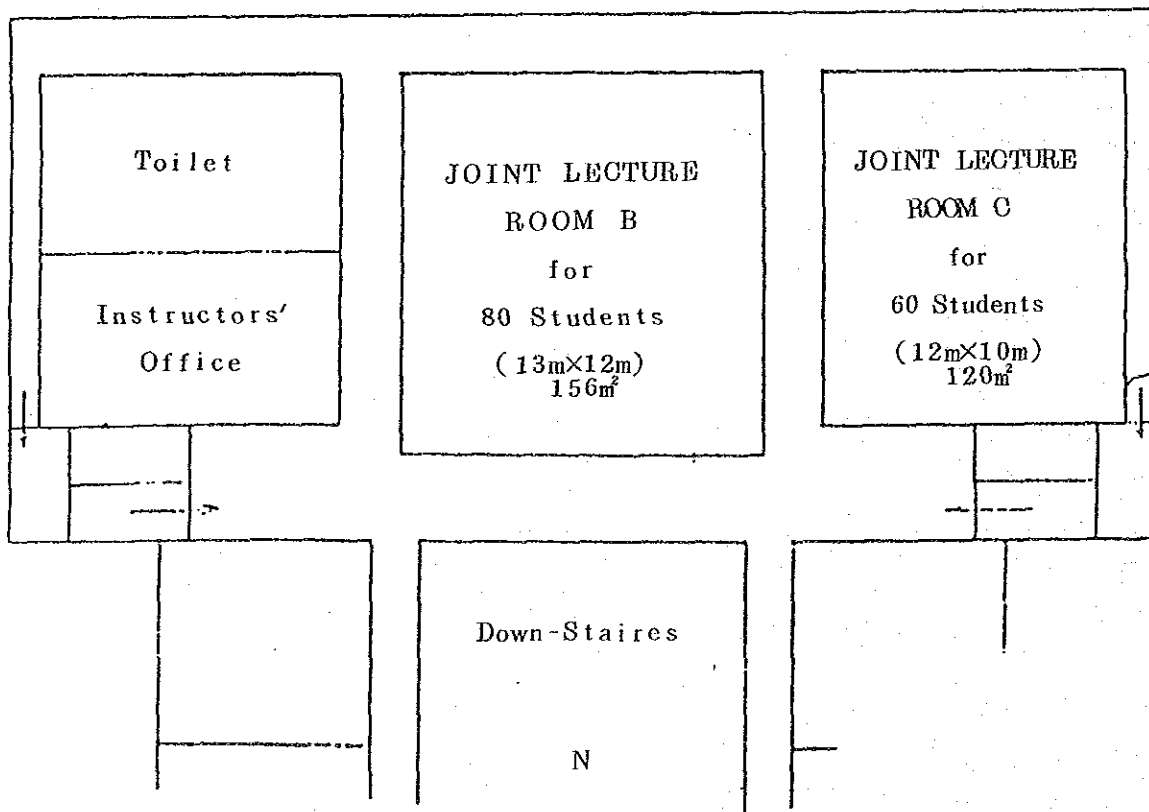 Toilet
Instructors'
Office
JOINT LECTURE
ROOM B
for
80 Students
(13m×12m)
156m²
JOINT LECTURE
ROOM C
for
60 Students
(12m×10m)
120m²
Down-Staires
N